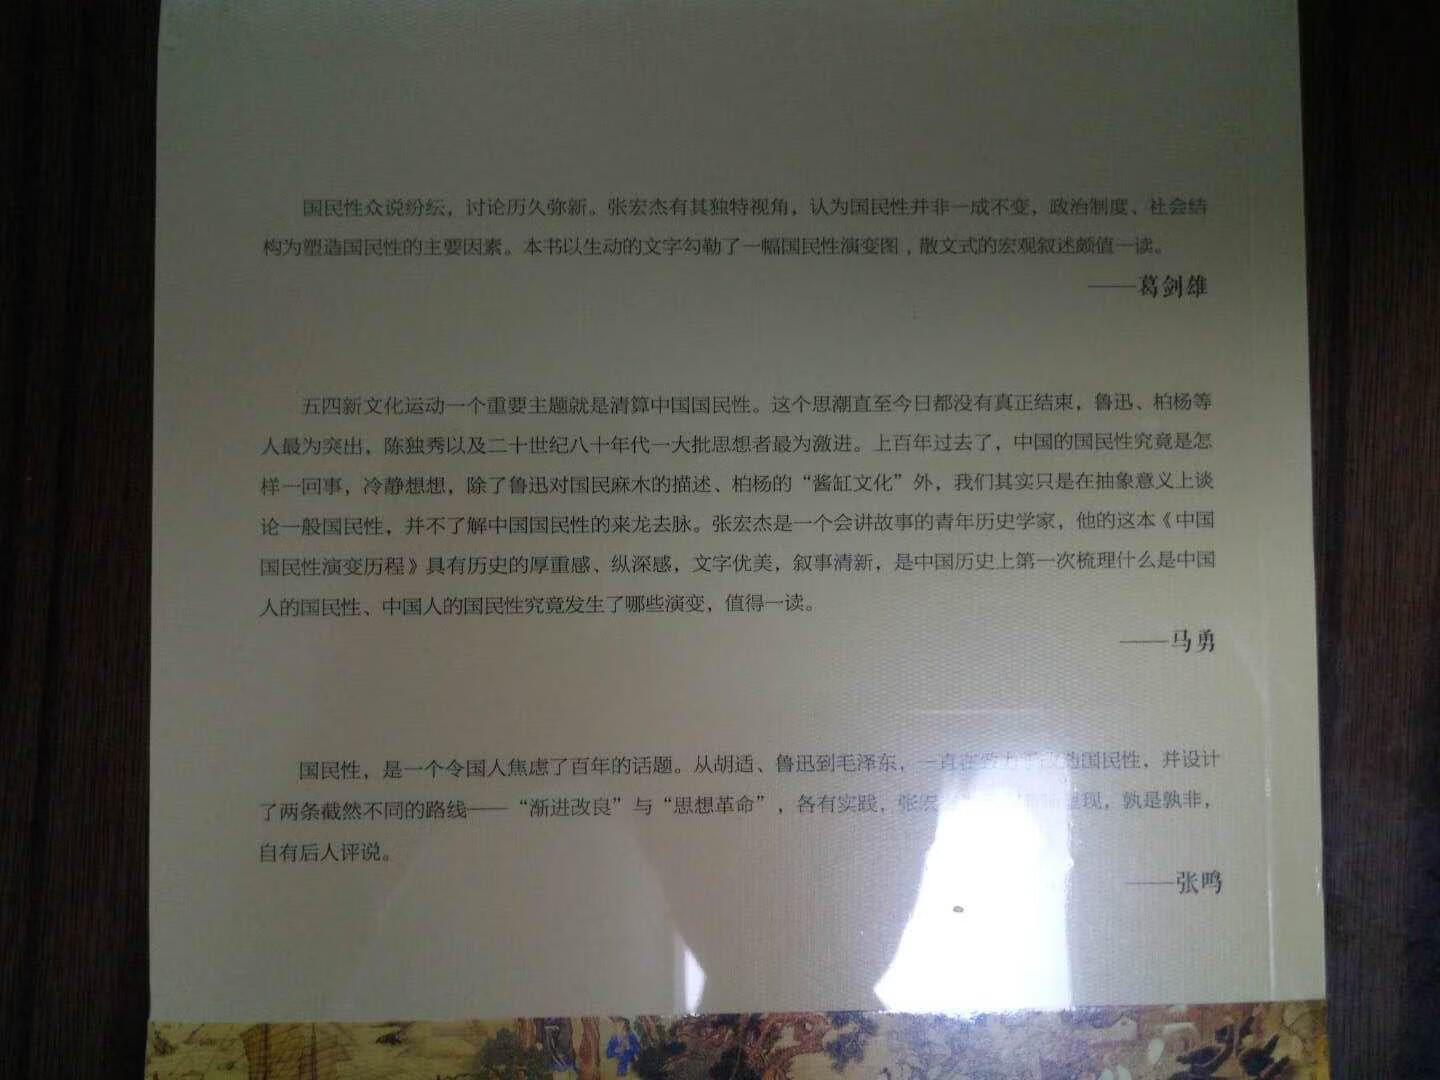 国民性众说纷纭，讨论历久弥新。张宏杰有其独特视角，认为国民性并非一成不变，政治制度、社会结
构为塑造国民性的主要因素。本书以生动的文字勾勒了一幅国民性演变图，散文式的宏观叙述颇值一读。
——葛剑雄
五四新文化运动一个重要主题就是清算中国国民性。这个思潮直至今日都没有真正结束，鲁迅、柏杨等
人最为突出，陈独秀以及二十世纪八十年代一大批思想者最为激进。上百年过去了，中国的国民性究竟是怎
样一回事，冷静想想，除了鲁迅对国民麻木的描述、柏杨的“酱缸文化”外，我们其实只是在抽象意义上谈
论一般国民性，并不了解中国国民性的来龙去脉。张宏杰是一个会讲故事的青年历史学家，他的这本《中国
国民性演变历程》具有历史的厚重感、纵深感，文字优美，叙事清新，是中国历史上第一次梳理什么是中国
人的国民性、中国人的国民性究竟发生了哪些演变，值得一读。
——马勇
国民性，是一个令国人焦虑了百年的话题。从胡适、鲁迅到毛泽东，一直在致力于改造国民性，并设计
了两条截然不同的路线——“渐进改良”与“思想革命”，各有实践，张宏 现，孰是孰非，
自有后人评说。
——张鸣